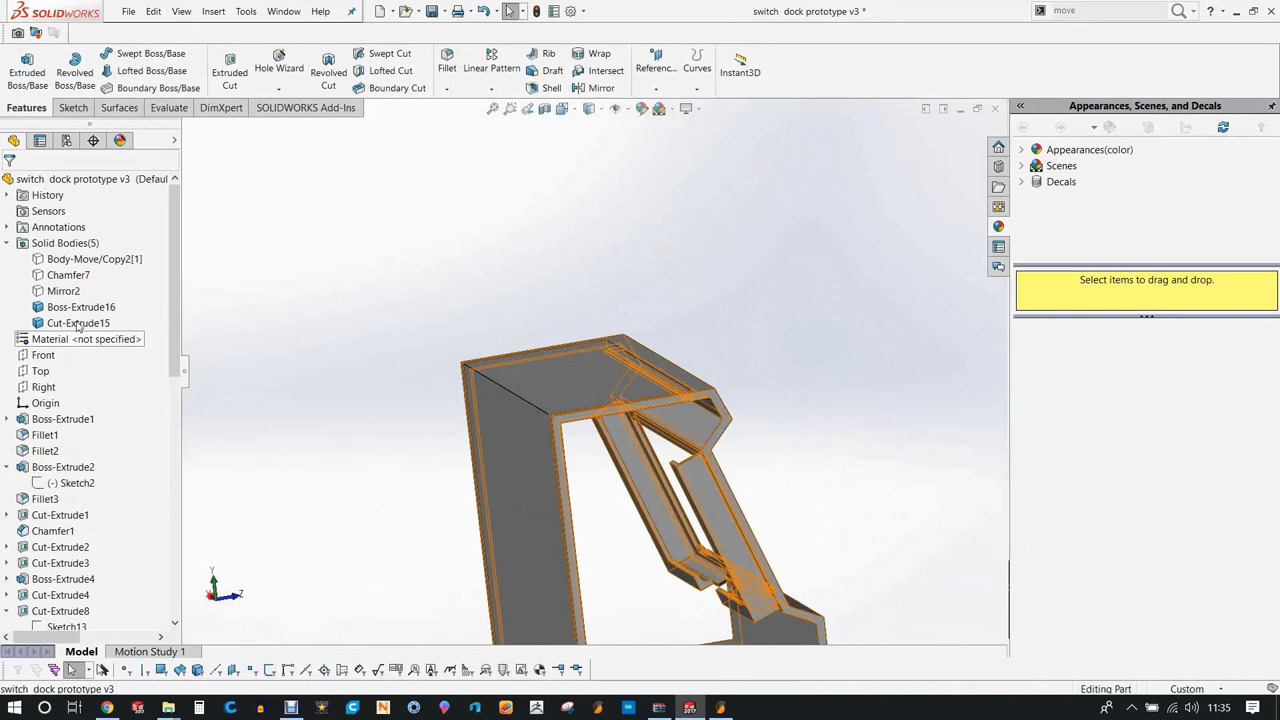 SOLIDWORKS File Edit View Insert Tools Window Help switch dock prototype v3 * move
Extruded Boss/Base
Revolved Boss/Base
Swept Boss/Base
Lofted Boss/Base
Boundary Boss/Base
Extruded Cut
Hole Wizard
Revolved Cut
Swept Cut
Lofted Cut
Boundary Cut
Fillet
Linear Pattern
Rib
Draft
Shell
Wrap
Intersect
Mirror
Referenc...
Curves
Instant3D
Features Sketch Surfaces Evaluate DimXpert SOLIDWORKS Add-Ins
Appearances, Scenes, and Decals
Appearances(color)
Scenes
Decals
Select items to drag and drop.
switch dock prototype v3 (Defaul
History
Sensors
Annotations
Solid Bodies(5)
Body-Move/Copy2[1]
Chamfer7
Mirror2
Boss-Extrude16
Cut-Extrude15
Material <not specified>
Front
Top
Right
Origin
Boss-Extrude1
Fillet1
Fillet2
Boss-Extrude2
(-) Sketch2
Fillet3
Cut-Extrude1
Chamfer1
Cut-Extrude2
Cut-Extrude3
Boss-Extrude4
Cut-Extrude4
Cut-Extrude8
Sketch13
Y
Z
Model Motion Study 1
switch dock prototype v3 Editing Part Custom
11:35